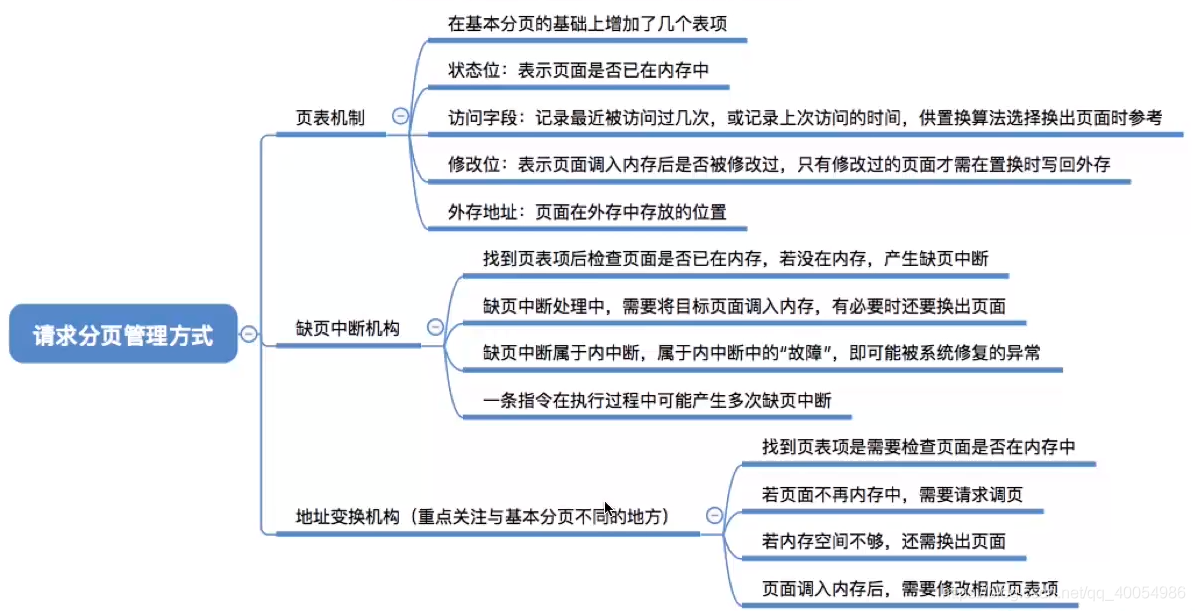 在基本分页的基础上增加了几个表项
状态位：表示页面是否已在内存中
页表机制
访问字段：记录最近被访问过几次，或记录上次访问的时间，供置换算法选择换出页面时参考
修改位：表示页面调入内存后是否被修改过，只有修改过的页面才需在置换时写回外存
外存地址：页面在外存中存放的位置
找到页表项后检查页面是否已在内存，若没在内存，产生缺页中断
请求分页管理方式
缺页中断机构
缺页中断处理中，需要将目标页面调入内存，有必要时还要换出页面
缺页中断属于内中断，属于内中断中的“故障”，即可能被系统修复的异常
一条指令在执行过程中可能产生多次缺页中断
找到页表项是需要检查页面是否在内存中
若页面不再内存中，需要请求调页
地址变换机构（重点关注与基本分页不同的地方）
若内存空间不够，还需换出页面
页面调入内存后，需要修改相应页表项
net/qq_40054986